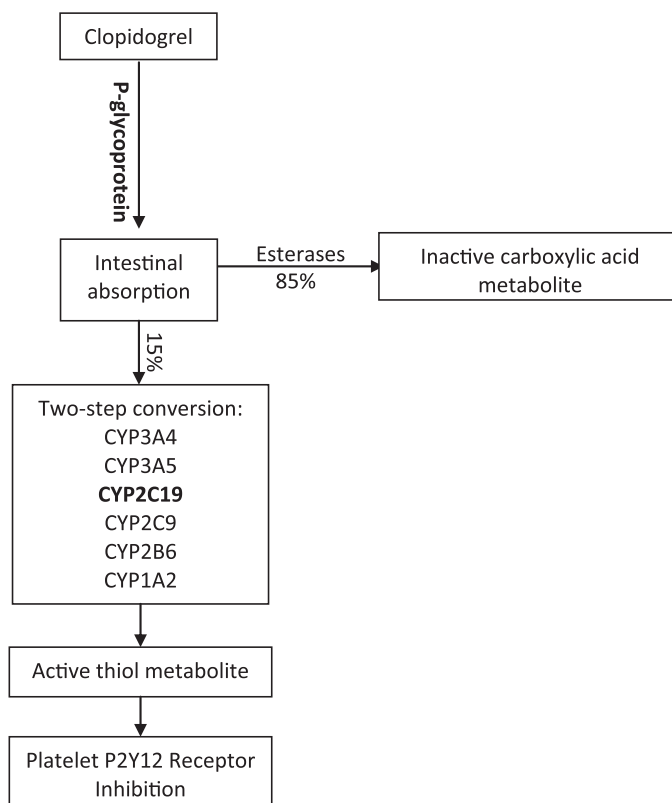 Clopidogrel
P-glycoprotein
Intestinal
absorption
Esterases
85%
Inactive carboxylic acid
metabolite
15%
Two-step conversion:
CYP3A4
CYP3A5
CYP2C19
CYP2C9
CYP2B6
CYP1A2
Active thiol metabolite
Platelet P2Y12 Receptor
Inhibition